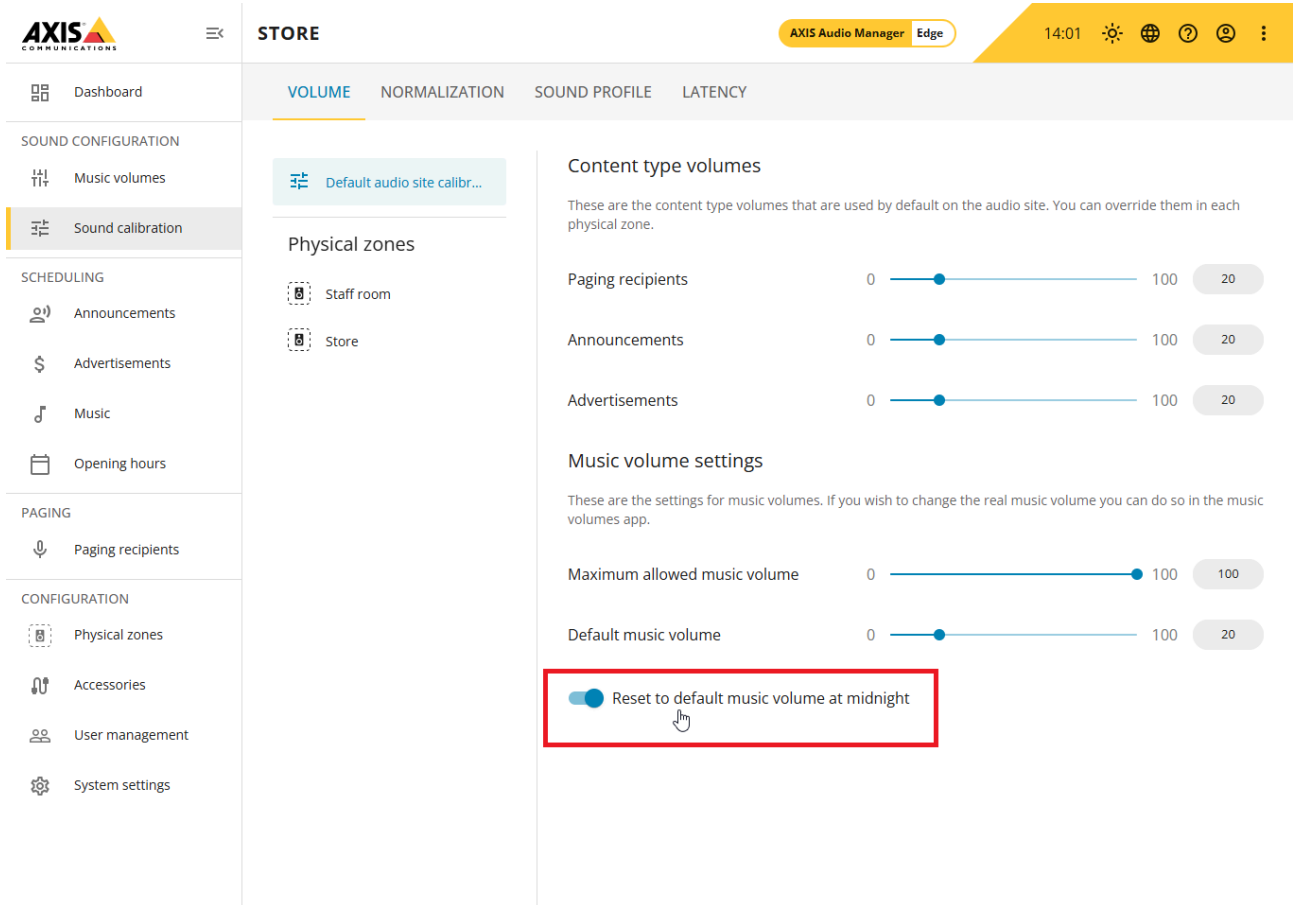 AXIS
COMMUNICATIONS
STORE
AXIS Audio Manager Edge
14:01
Dashboard
SOUND CONFIGURATION
Music volumes
Sound calibration
SCHEDULING
Announcements
Advertisements
Music
Opening hours
PAGING
Paging recipients
CONFIGURATION
Physical zones
Accessories
User management
System settings
VOLUME NORMALIZATION SOUND PROFILE LATENCY
Default audio site calibr...
Physical zones
Staff room
Store
Content type volumes
These are the content type volumes that are used by default on the audio site. You can override them in each
physical zone.
Paging recipients 0 100 20
Announcements 0 100 20
Advertisements 0 100 20
Music volume settings
These are the settings for music volumes. If you wish to change the real music volume you can do so in the music
volumes app.
Maximum allowed music volume 0 100 100
Default music volume 0 100 20
Reset to default music volume at midnight